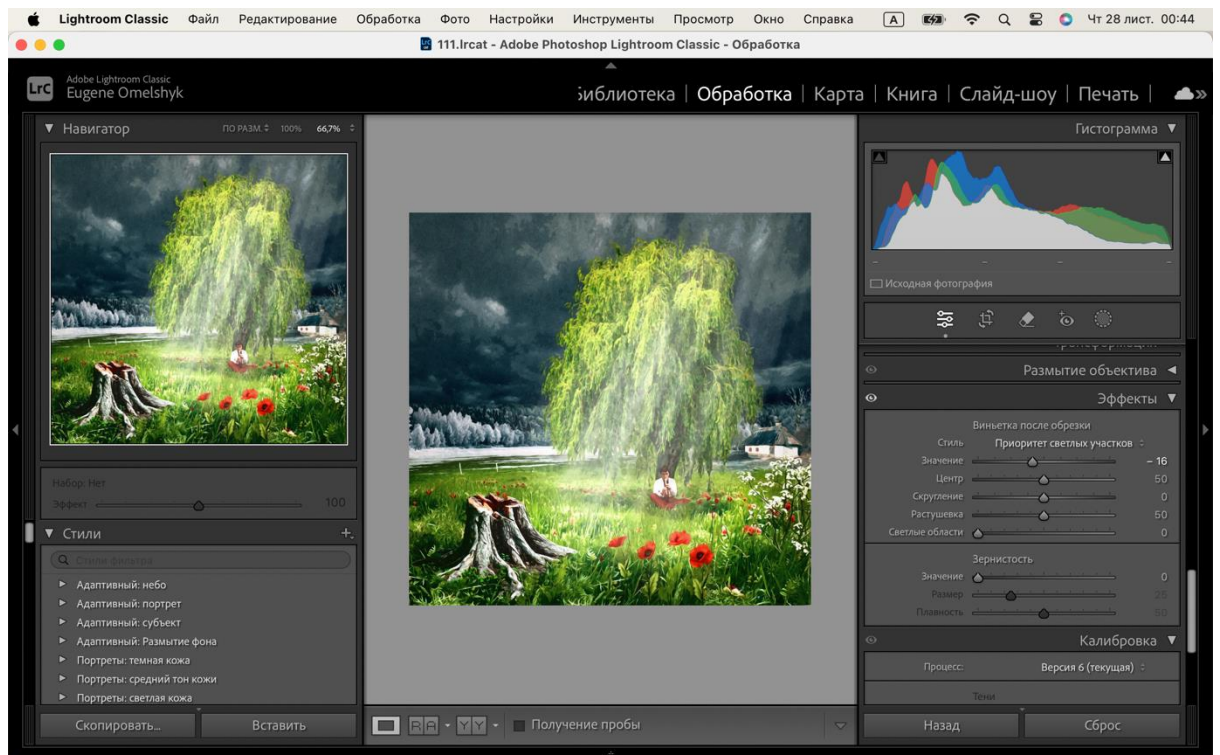 Lightroom Classic Файл Редактирование Обработка Фото Настройки Инструменты Просмотр Окно Справка A Чт 28 лист. 00:44
111.lrcat - Adobe Photoshop Lightroom Classic - Обработка
LrC
Adobe Lightroom Classic
Eugene Omelshyk
Библиотека | Обработка | Карта | Книга | Слайд-шоу | Печать |
Навигатор ПО РАЗМ. 100% 66,7%
Набор: Нет
Эффект 100
Стили
Стили фильтра
Адаптивный: небо
Адаптивный: портрет
Адаптивный: субъект
Адаптивный: Размытие фона
Портреты: темная кожа
Портреты: средний тон кожи
Портреты: светлая кожа
Скопировать... Вставить
Получение пробы
Гистограмма
Исходная фотография
Трансформация
Размытие объектива
Эффекты
Виньетка после обрезки
Стиль Приоритет светлых участков
Значение – 16
Центр 50
Скругление 0
Растушевка 50
Светлые области 0
Зернистость
Значение 0
Размер 25
Плавность 50
Калибровка
Процесс: Версия 6 (текущая)
Тени
Назад Сброс